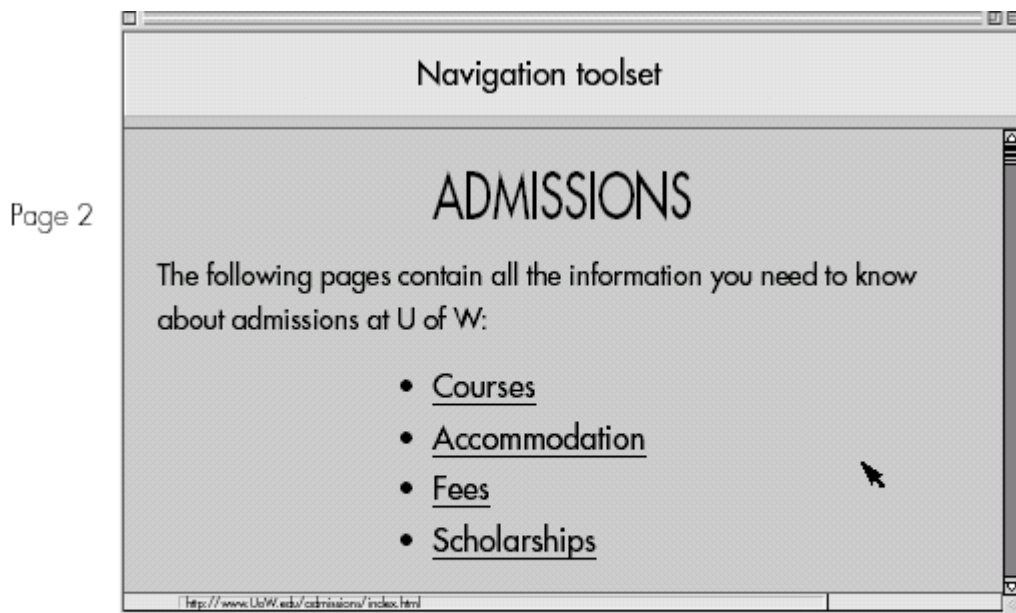 Navigation toolset
ADMISSIONS
Page 2
The following pages contain all the information you need to know
about admissions at U of W:
• Courses
• Accommodation
• Fees
• Scholarships
http://www.UoW.edu/admissions/index.html